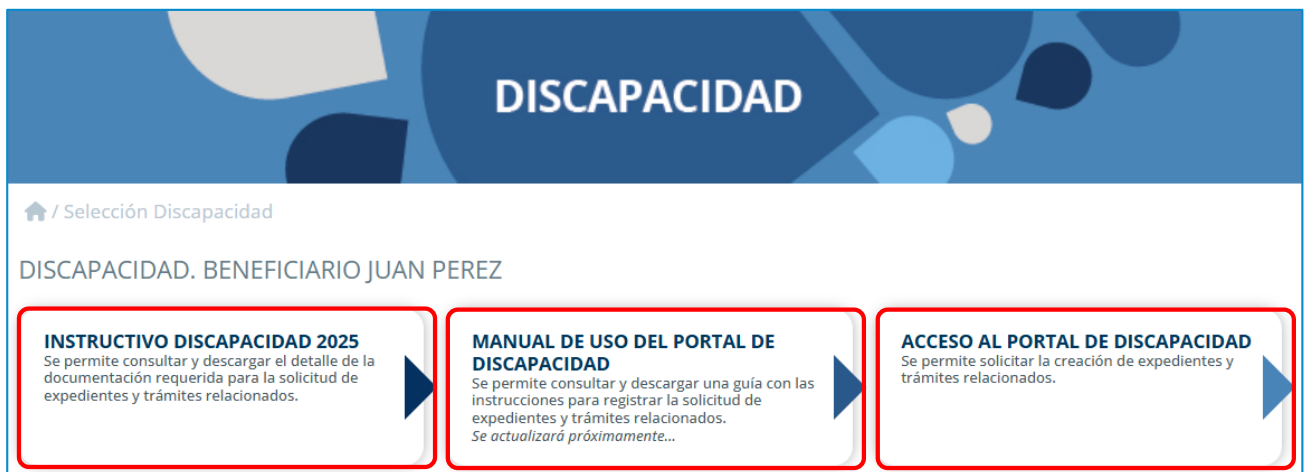 DISCAPACIDAD
/ Selección Discapacidad
DISCAPACIDAD. BENEFICIARIO JUAN PEREZ
INSTRUCTIVO DISCAPACIDAD 2025
Se permite consultar y descargar el detalle de la
documentación requerida para la solicitud de
expedientes y trámites relacionados.
MANUAL DE USO DEL PORTAL DE
DISCAPACIDAD
Se permite consultar y descargar una guía con las
instrucciones para registrar la solicitud de
expedientes y trámites relacionados.
Se actualizará próximamente...
ACCESO AL PORTAL DE DISCAPACIDAD
Se permite solicitar la creación de expedientes y
trámites relacionados.